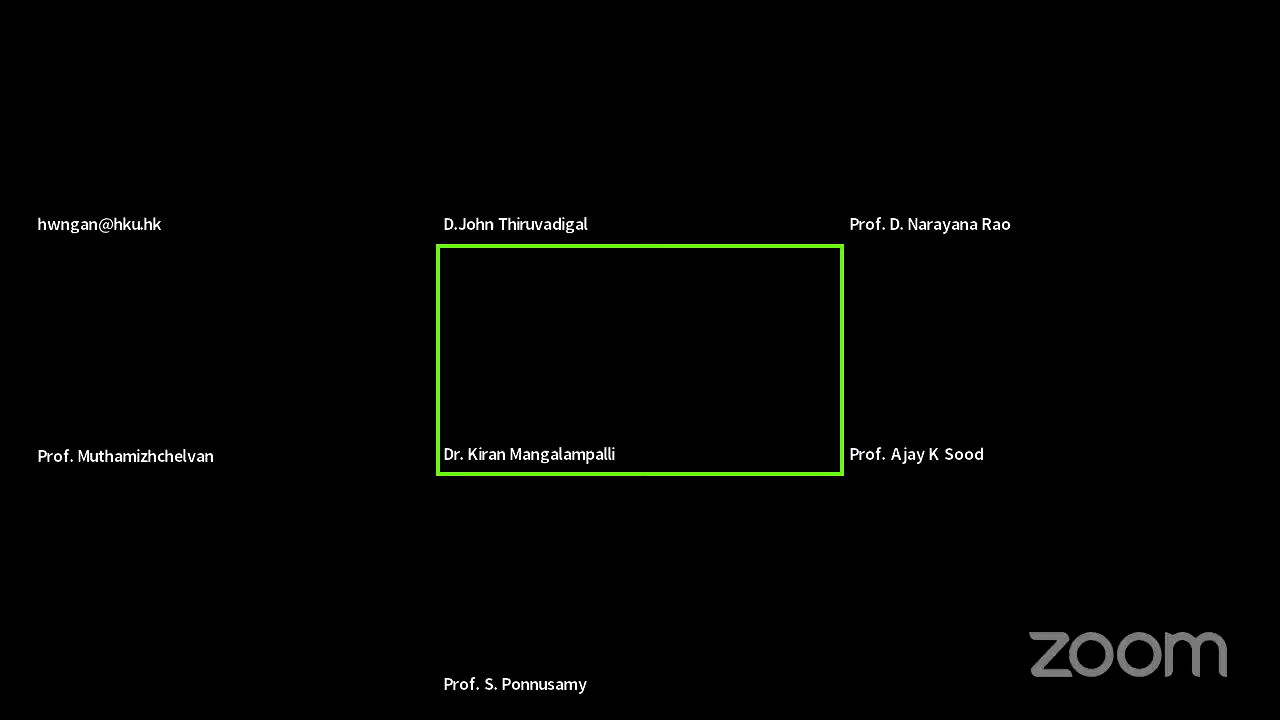 hwngan@hku.hk
D.John Thiruvadigal
Prof. D. Narayana Rao
Prof. Muthamizhchelvan
Dr. Kiran Mangalampalli
Prof. Ajay K Sood
Prof. S. Ponnusamy
zoom